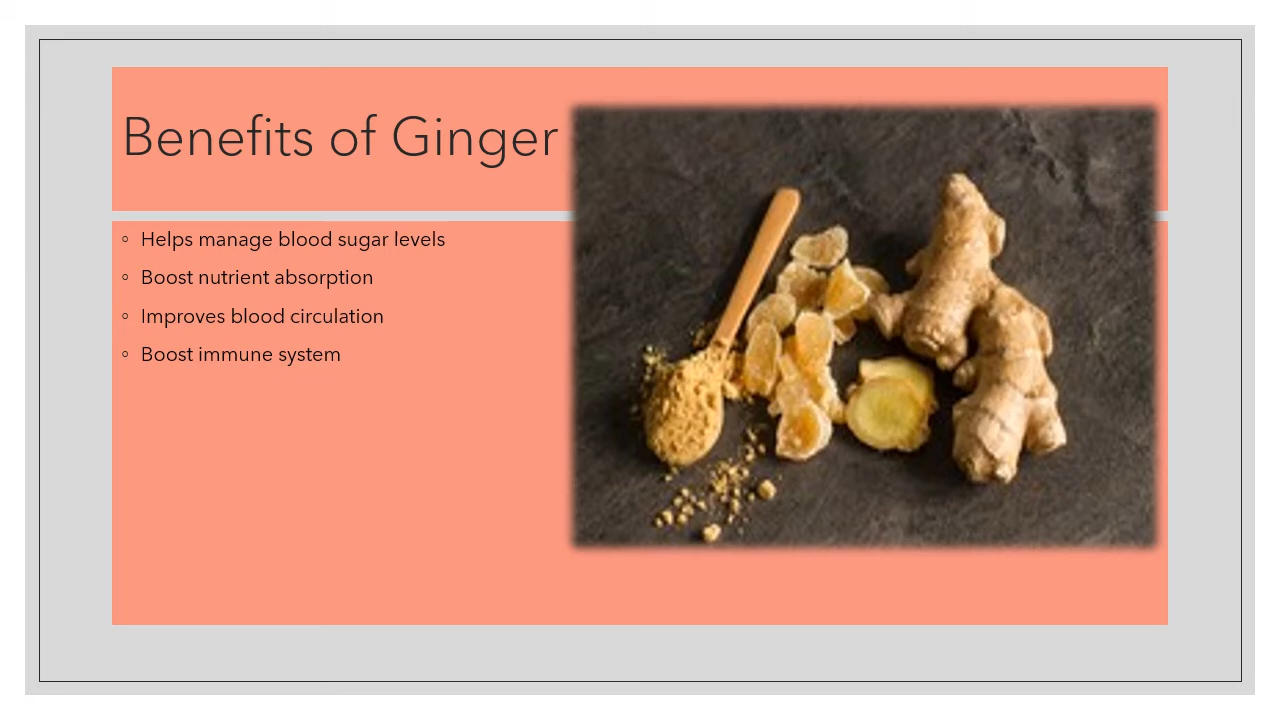 Benefits of Ginger
◦ Helps manage blood sugar levels
◦ Boost nutrient absorption
◦ Improves blood circulation
◦ Boost immune system